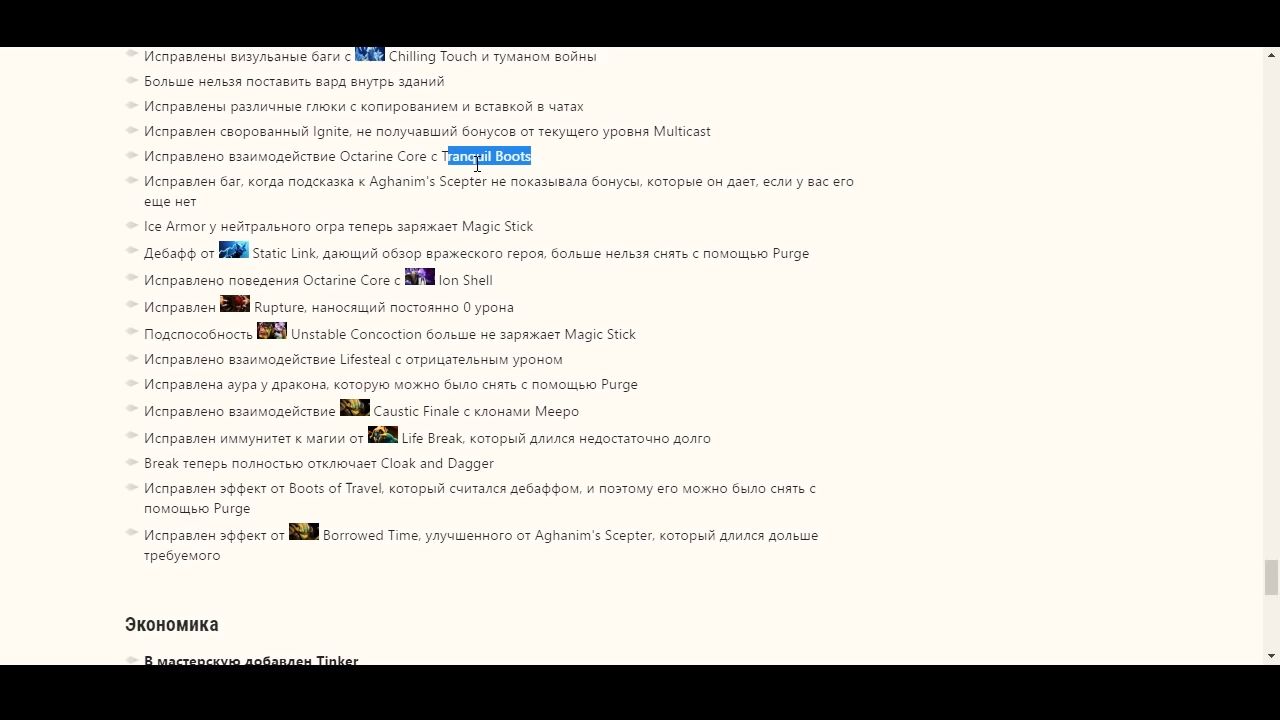 Исправлены визульаные баги с Chilling Touch и туманом войны
Больше нельзя поставить вард внутрь зданий
Исправлены различные глюки с копированием и вставкой в чатах
Исправлен сворованный Ignite, не получавший бонусов от текущего уровня Multicast
Исправлено взаимодействие Octarine Core с Tranquil Boots
Исправлен баг, когда подсказка к Aghanim's Scepter не показывала бонусы, которые он дает, если у вас его
еще нет
Ice Armor у нейтрального огра теперь заряжает Magic Stick
Дебафф от Static Link, дающий обзор вражеского героя, больше нельзя снять с помощью Purge
Исправлено поведения Octarine Core с Ion Shell
Исправлен Rupture, наносящий постоянно 0 урона
Подспособность Unstable Concoction больше не заряжает Magic Stick
Исправлено взаимодействие Lifesteal с отрицательным уроном
Исправлена аура у дракона, которую можно было снять с помощью Purge
Исправлено взаимодействие Caustic Finale с клонами Meepo
Исправлен иммунитет к магии от Life Break, который длился недостаточно долго
Break теперь полностью отключает Cloak and Dagger
Исправлен эффект от Boots of Travel, который считался дебаффом, и поэтому его можно было снять с
помощью Purge
Исправлен эффект от Borrowed Time, улучшенного от Aghanim's Scepter, который длился дольше
требуемого
Экономика
В мастерскую добавлен Tinker